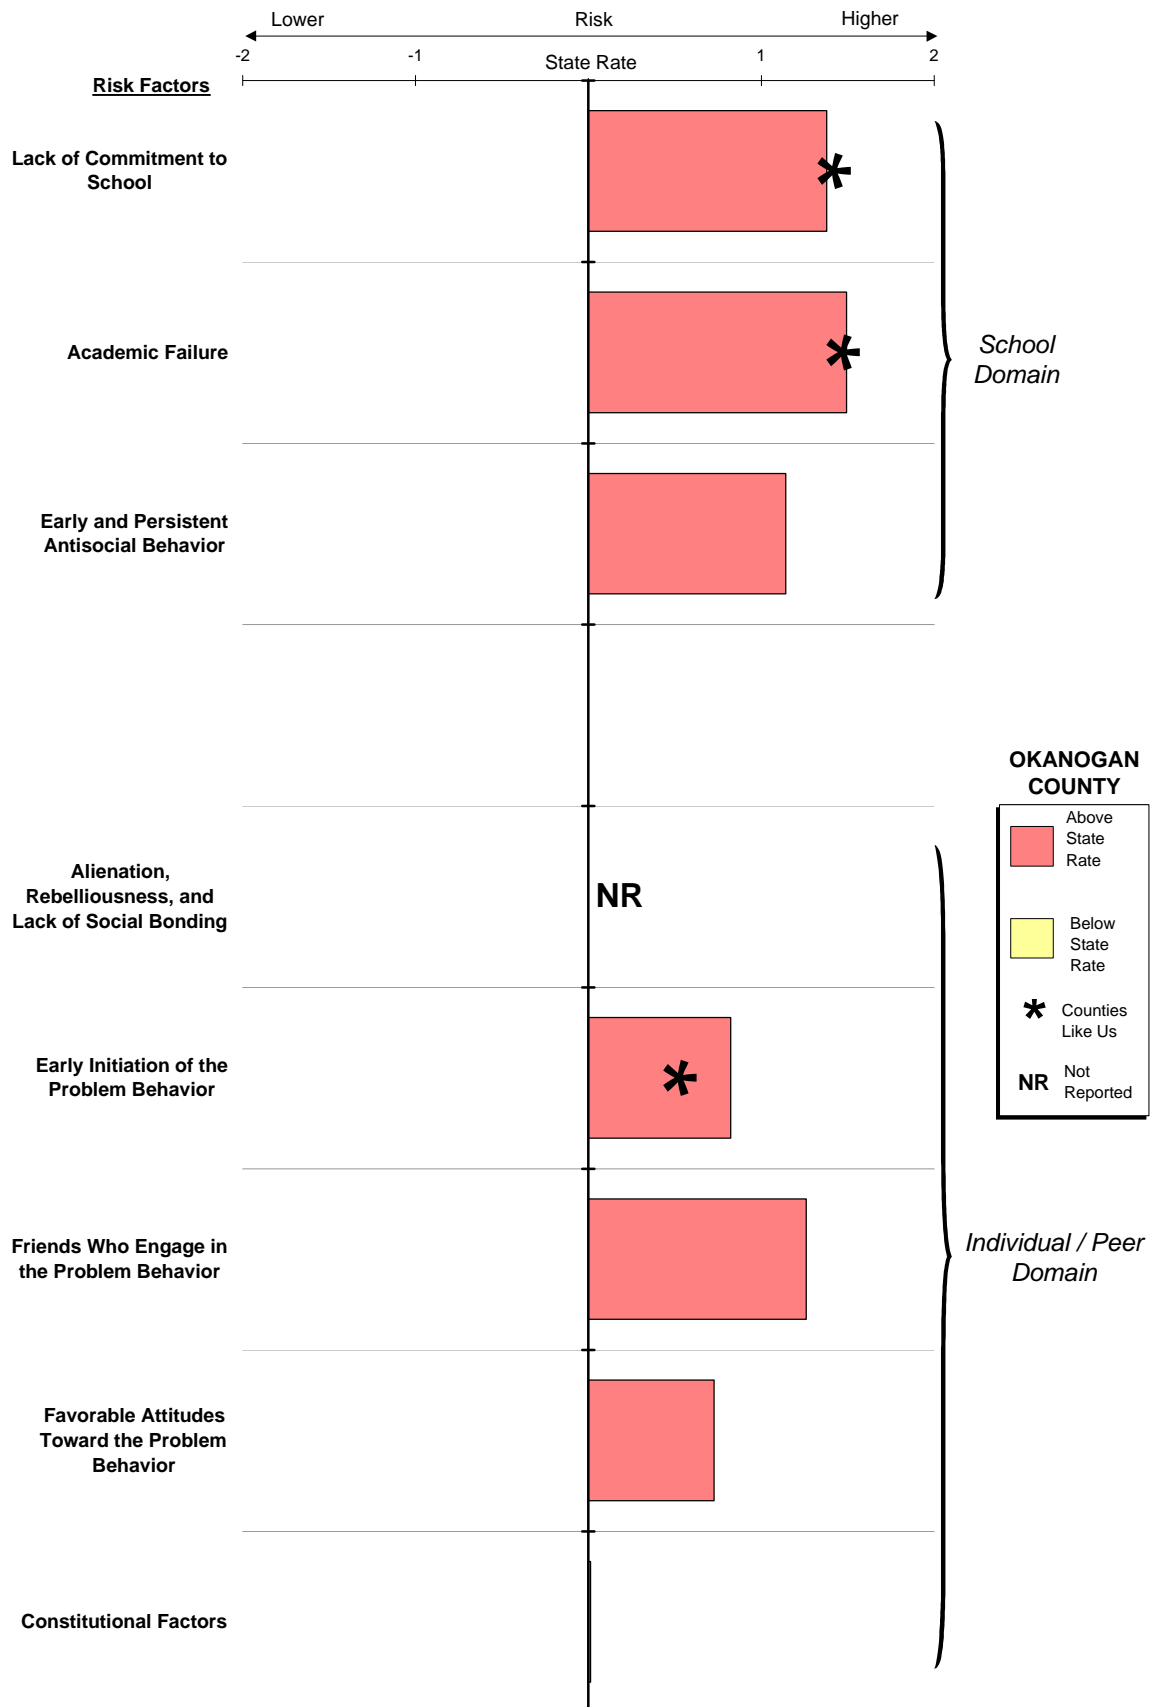 Lower Risk Higher
-2 -1 State Rate 1 2
Risk Factors
Lack of Commitment to
School
*
Academic Failure
*
School
Domain
Early and Persistent
Antisocial Behavior
OKANOGAN
COUNTY
Above
State
Rate
Below
State
Rate
* Counties
Like Us
NR Not
Reported
Alienation,
Rebelliousness, and
Lack of Social Bonding
NR
Early Initiation of the
Problem Behavior
*
Friends Who Engage in
the Problem Behavior
Individual / Peer
Domain
Favorable Attitudes
Toward the Problem
Behavior
Constitutional Factors